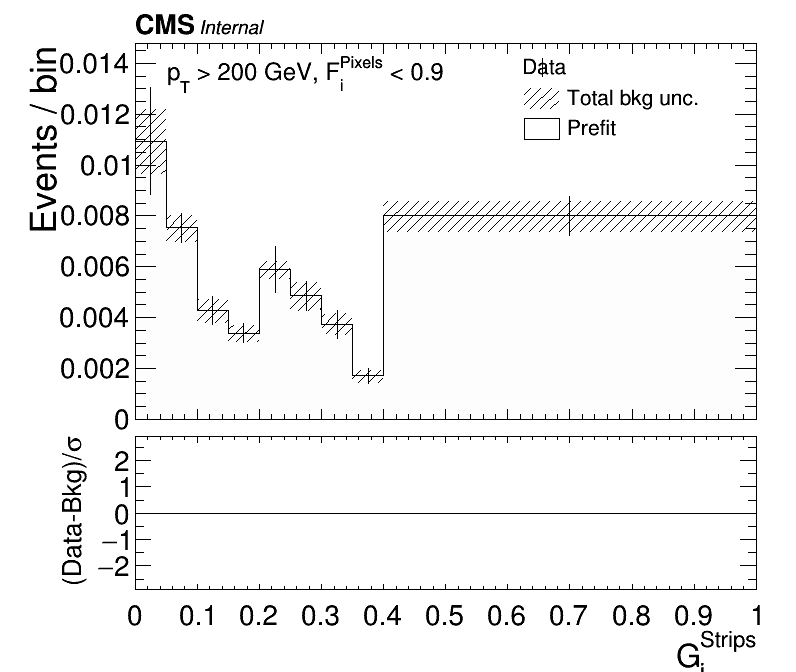 CMS Internal
p_T > 200 GeV, F_i^Pixels < 0.9
Data
Total bkg unc.
Prefit
Events / bin
0.014
0.012
0.01
0.008
0.006
0.004
0.002
0
(Data-Bkg)/σ
2
1
0
−1
−2
0 0.1 0.2 0.3 0.4 0.5 0.6 0.7 0.8 0.9 1
G_i^Strips